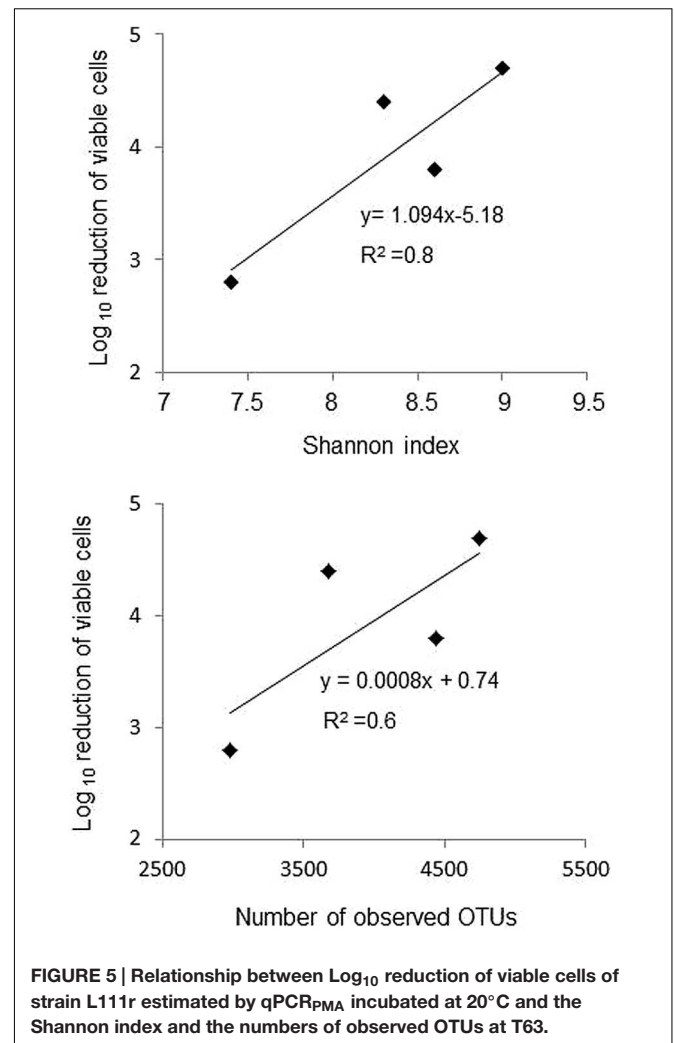 5
4
3
2
Log 10 reduction of viable cells
y= 1.094x-5.18
R² =0.8
7 7.5 8 8.5 9 9.5
Shannon index
5
4
3
2
Log 10 reduction of viable cells
y = 0.0008x + 0.74
R² =0.6
2500 3500 4500 5500
Number of observed OTUs
FIGURE 5 | Relationship between Log10 reduction of viable cells of
strain L111r estimated by qPCRPMA incubated at 20°C and the
Shannon index and the numbers of observed OTUs at T63.